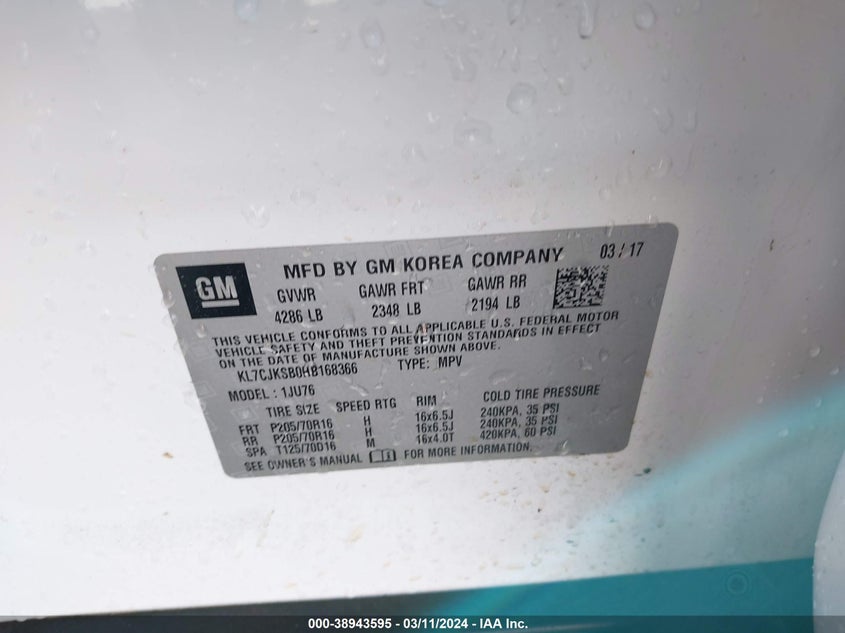 GM
MFD BY GM KOREA COMPANY 03 / 17
GVWR GAWR FRT GAWR RR
4286 LB 2348 LB 2194 LB
THIS VEHICLE CONFORMS TO ALL APPLICABLE U.S. FEDERAL MOTOR
VEHICLE SAFETY AND THEFT PREVENTION STANDARDS IN EFFECT
ON THE DATE OF MANUFACTURE SHOWN ABOVE.
KL7CJKSB0HB168366 TYPE: MPV
MODEL: 1JU76
TIRE SIZE SPEED RTG RIM COLD TIRE PRESSURE
FRT P205/70R16 H 16x6.5J 240KPA, 35 PSI
RR P205/70R16 H 16x6.5J 240KPA, 35 PSI
SPA T125/70D16 M 16x4.0T 420KPA, 60 PSI
SEE OWNER'S MANUAL FOR MORE INFORMATION.
000-38943595 - 03/11/2024 - IAA Inc.